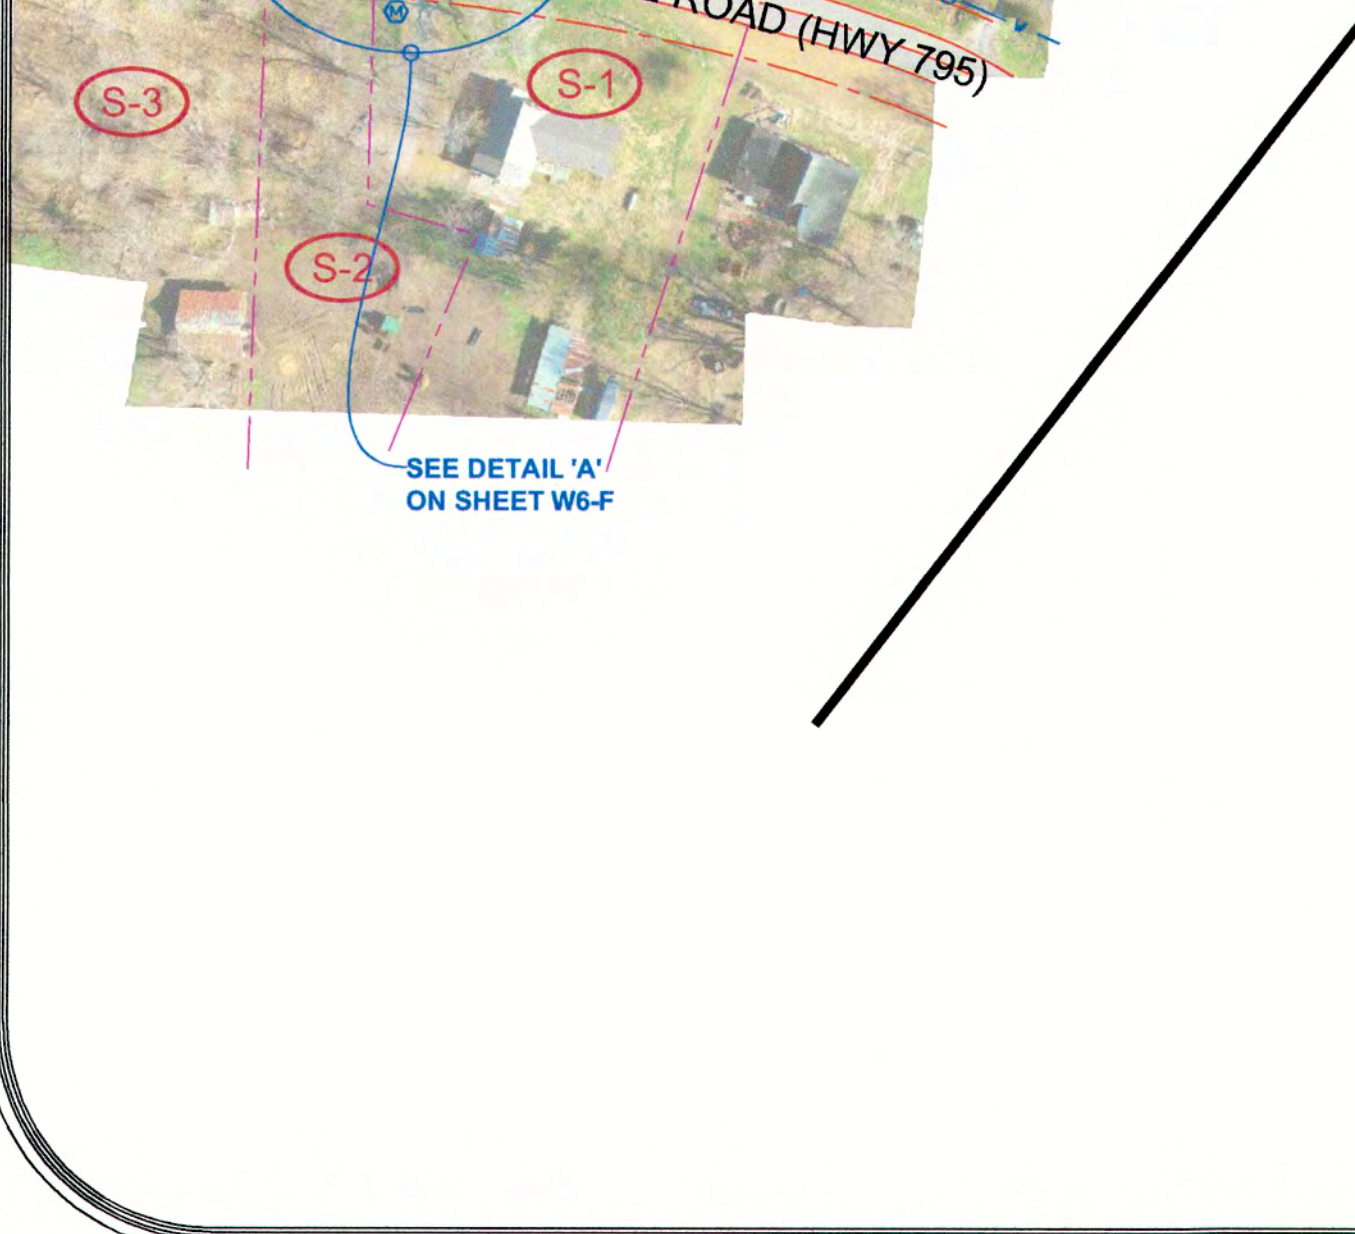 M
ROAD (HWY 795)
S-1
S-3
S-2
SEE DETAIL 'A'
ON SHEET W6-F